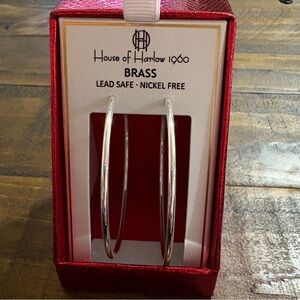 House of Harlow 1960
BRASS
LEAD SAFE · NICKEL FREE